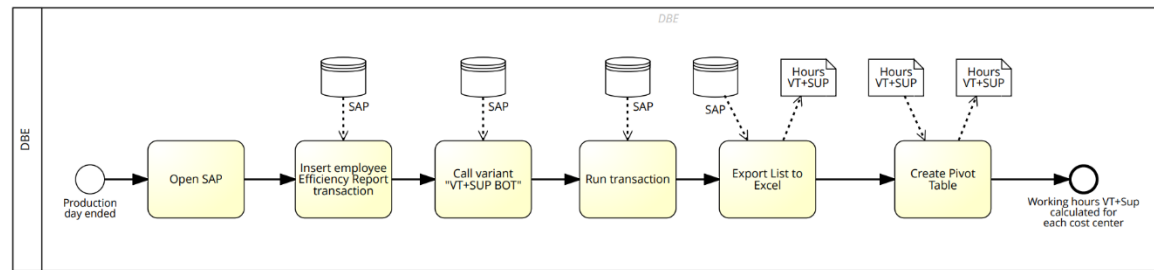 DBE
DBE
SAP
SAP
SAP
SAP
Hours
VT+SUP
Hours
VT+SUP
Hours
VT+SUP
Open SAP
Insert employee
Efficiency Report
transaction
Call variant
"VT+SUP BOT"
Run transaction
Export List to
Excel
Create Pivot
Table
Production
day ended
Working hours VT+Sup
calculated for
each cost center